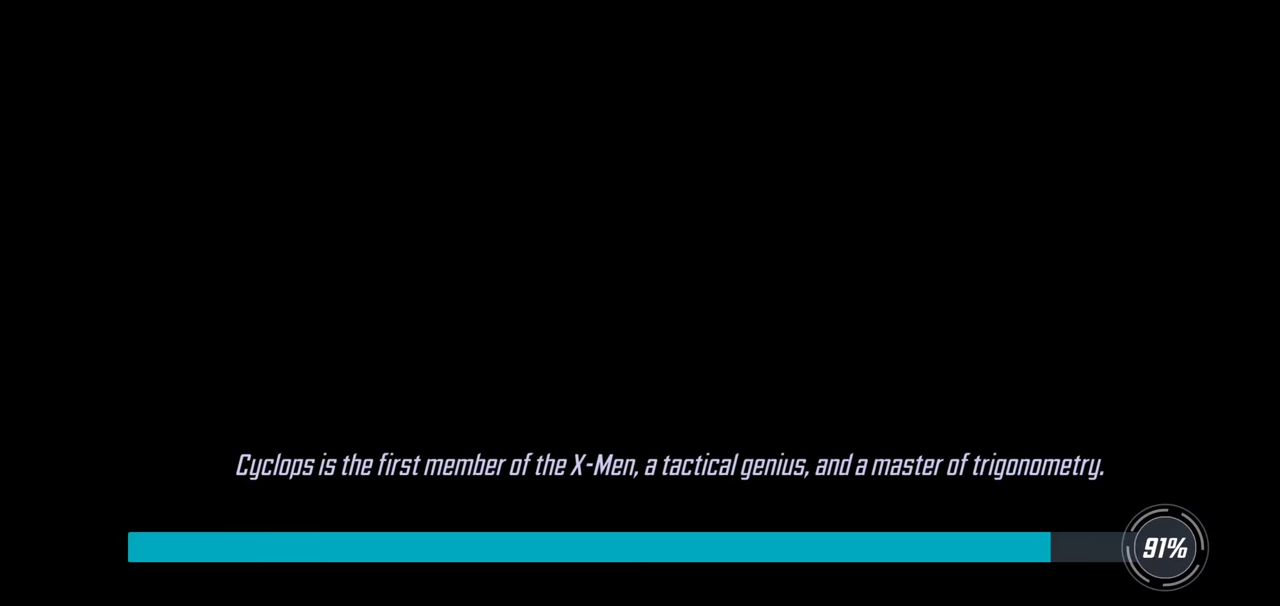 Cyclops is the first member of the X-Men, a tactical genius, and a master of trigonometry.
91%